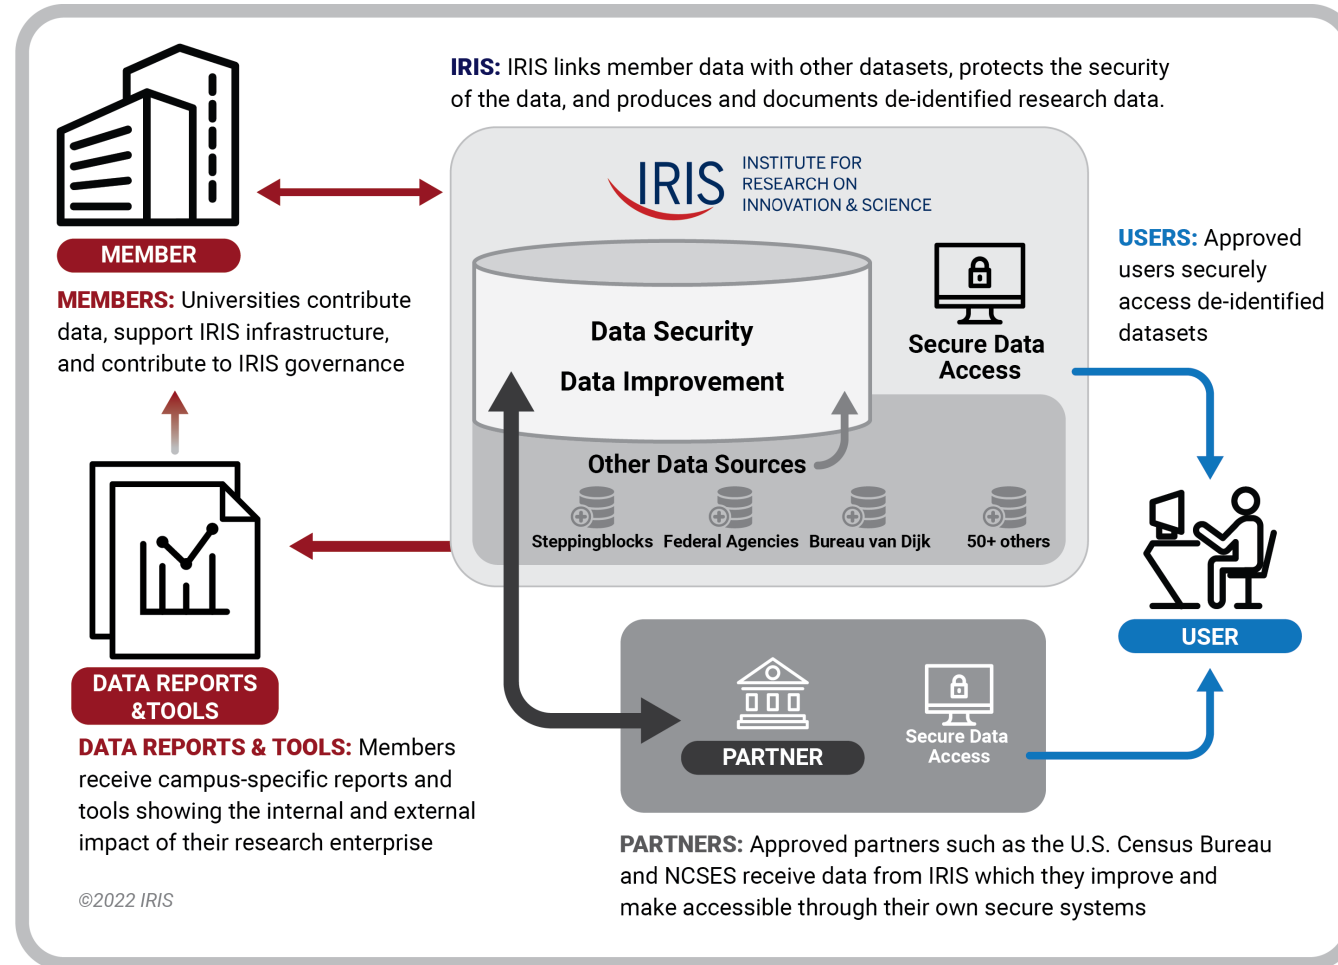 IRIS: IRIS links member data with other datasets, protects the security
of the data, and produces and documents de-identified research data.
IRIS
INSTITUTE FOR
RESEARCH ON
INNOVATION & SCIENCE
MEMBER
MEMBERS: Universities contribute
data, support IRIS infrastructure,
and contribute to IRIS governance
Data Security
Data Improvement
Secure Data
Access
USERS: Approved
users securely
access de-identified
datasets
Other Data Sources
Steppingblocks
Federal Agencies
Bureau van Dijk
50+ others
USER
DATA REPORTS
&TOOLS
DATA REPORTS & TOOLS: Members
receive campus-specific reports and
tools showing the internal and external
impact of their research enterprise
PARTNER
Secure Data
Access
PARTNERS: Approved partners such as the U.S. Census Bureau
and NCSES receive data from IRIS which they improve and
make accessible through their own secure systems
©2022 IRIS